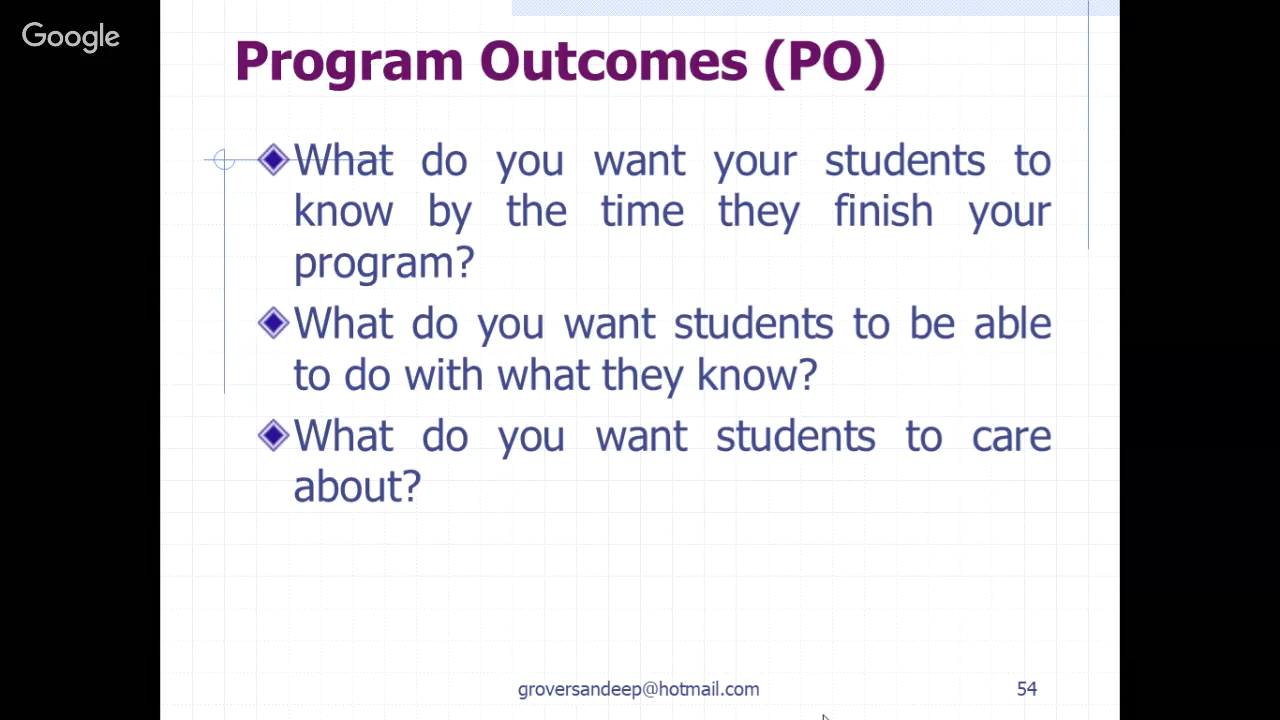 Google
Program Outcomes (PO)
What do you want your students to
know by the time they finish your
program?
What do you want students to be able
to do with what they know?
What do you want students to care
about?
groversandeep@hotmail.com
54